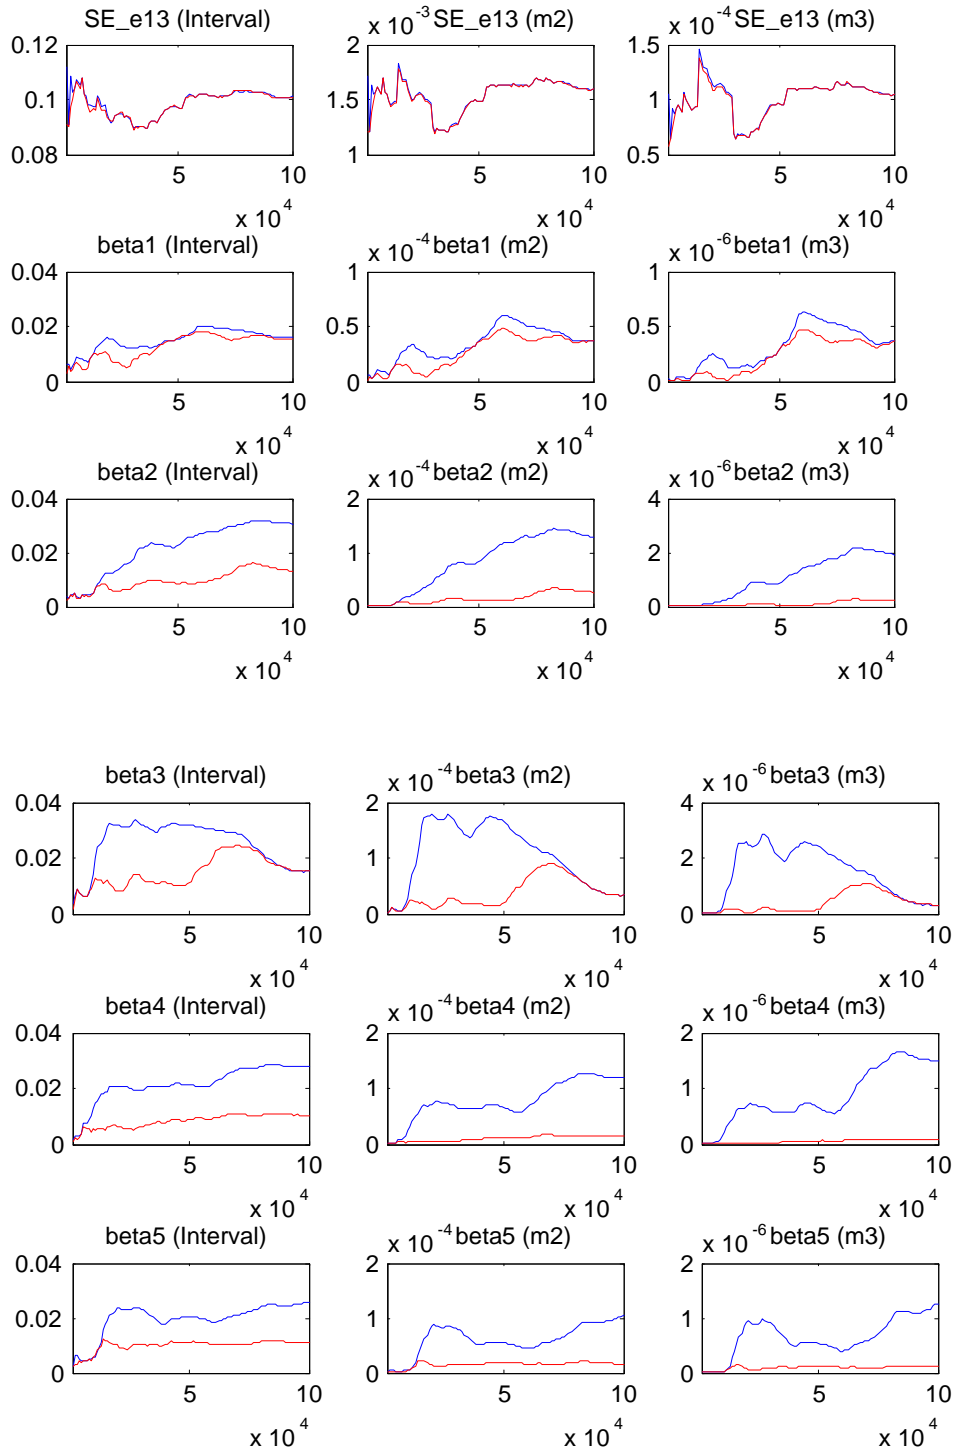 SE_e13 (Interval)
x 10^-3 SE_e13 (m2)
x 10^-4 SE_e13 (m3)
0.12
0.1
0.08
5
10
x 10^4
2
1.5
1
5
10
x 10^4
1.5
1
0.5
5
10
x 10^4
beta1 (Interval)
x 10^-4 beta1 (m2)
x 10^-6 beta1 (m3)
0.04
0.02
0
5
10
x 10^4
1
0.5
0
5
10
x 10^4
1
0.5
0
5
10
x 10^4
beta2 (Interval)
x 10^-4 beta2 (m2)
x 10^-6 beta2 (m3)
0.04
0.02
0
5
10
x 10^4
2
1
0
5
10
x 10^4
4
2
0
5
10
x 10^4
beta3 (Interval)
x 10^-4 beta3 (m2)
x 10^-6 beta3 (m3)
0.04
0.02
0
5
10
x 10^4
2
1
0
5
10
x 10^4
4
2
0
5
10
x 10^4
beta4 (Interval)
x 10^-4 beta4 (m2)
x 10^-6 beta4 (m3)
0.04
0.02
0
5
10
x 10^4
2
1
0
5
10
x 10^4
2
1
0
5
10
x 10^4
beta5 (Interval)
x 10^-4 beta5 (m2)
x 10^-6 beta5 (m3)
0.04
0.02
0
5
10
x 10^4
2
1
0
5
10
x 10^4
2
1
0
5
10
x 10^4